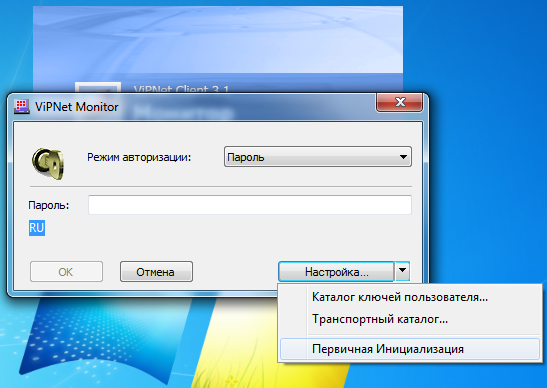 ViPNet Client 3.1
Монитор
ViPNet Monitor
Режим авторизации:
Пароль
Пароль:
RU
OK
Отмена
Настройка...
Каталог ключей пользователя...
Транспортный каталог...
Первичная Инициализация